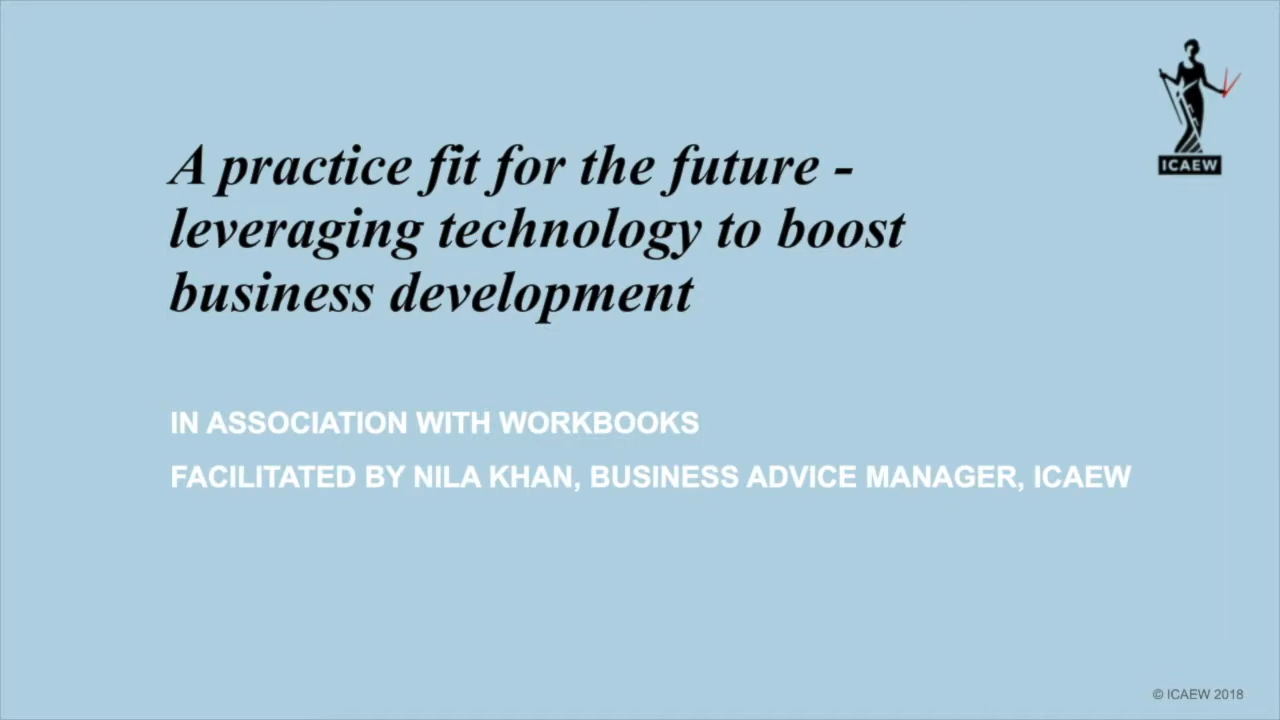 ICAEW
A practice fit for the future -
leveraging technology to boost
business development
IN ASSOCIATION WITH WORKBOOKS
FACILITATED BY NILA KHAN, BUSINESS ADVICE MANAGER, ICAEW
© ICAEW 2018